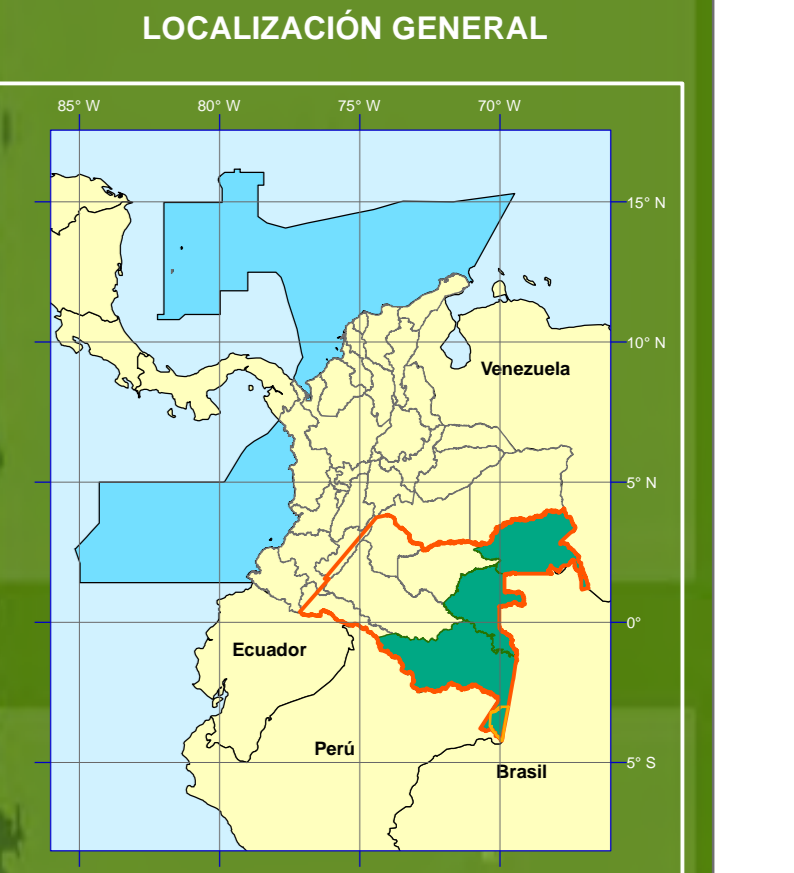 LOCALIZACIÓN GENERAL
85° W 80° W 75° W 70° W
15° N
10° N
Venezuela
5° N
0°
Ecuador
Perú
5° S
Brasil